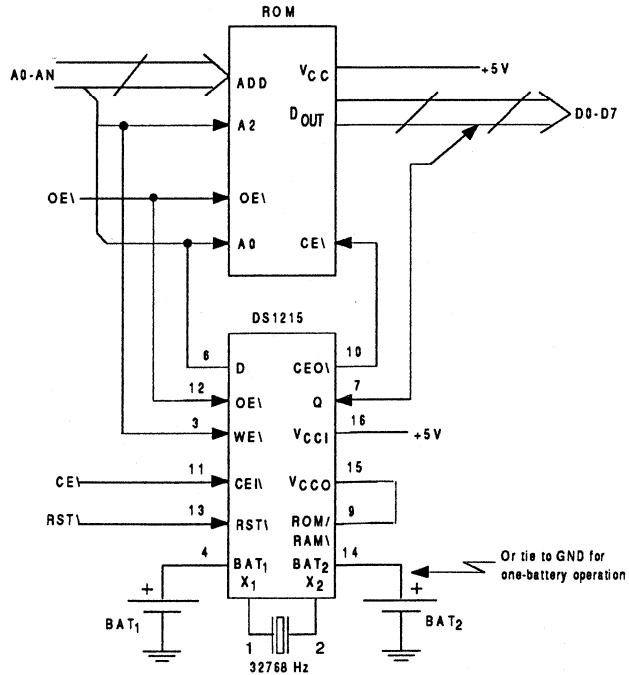 ROM
A0-AN
ADD
VCC
+5V
A2
DOUT
D0-D7
OE\
OE\
A0
CE\
DS1215
6
D
CEO\
10
12
OE\
Q
7
3
WE\
VCCI
16
+5V
CE\
11
CEI\
VCCO
15
RST\
13
RST\
ROM/
RAM\
9
4
BAT1
BAT2
14
X1
X2
Or tie to GND for
one-battery operation
+
BAT1
+
BAT2
1
2
32768 Hz